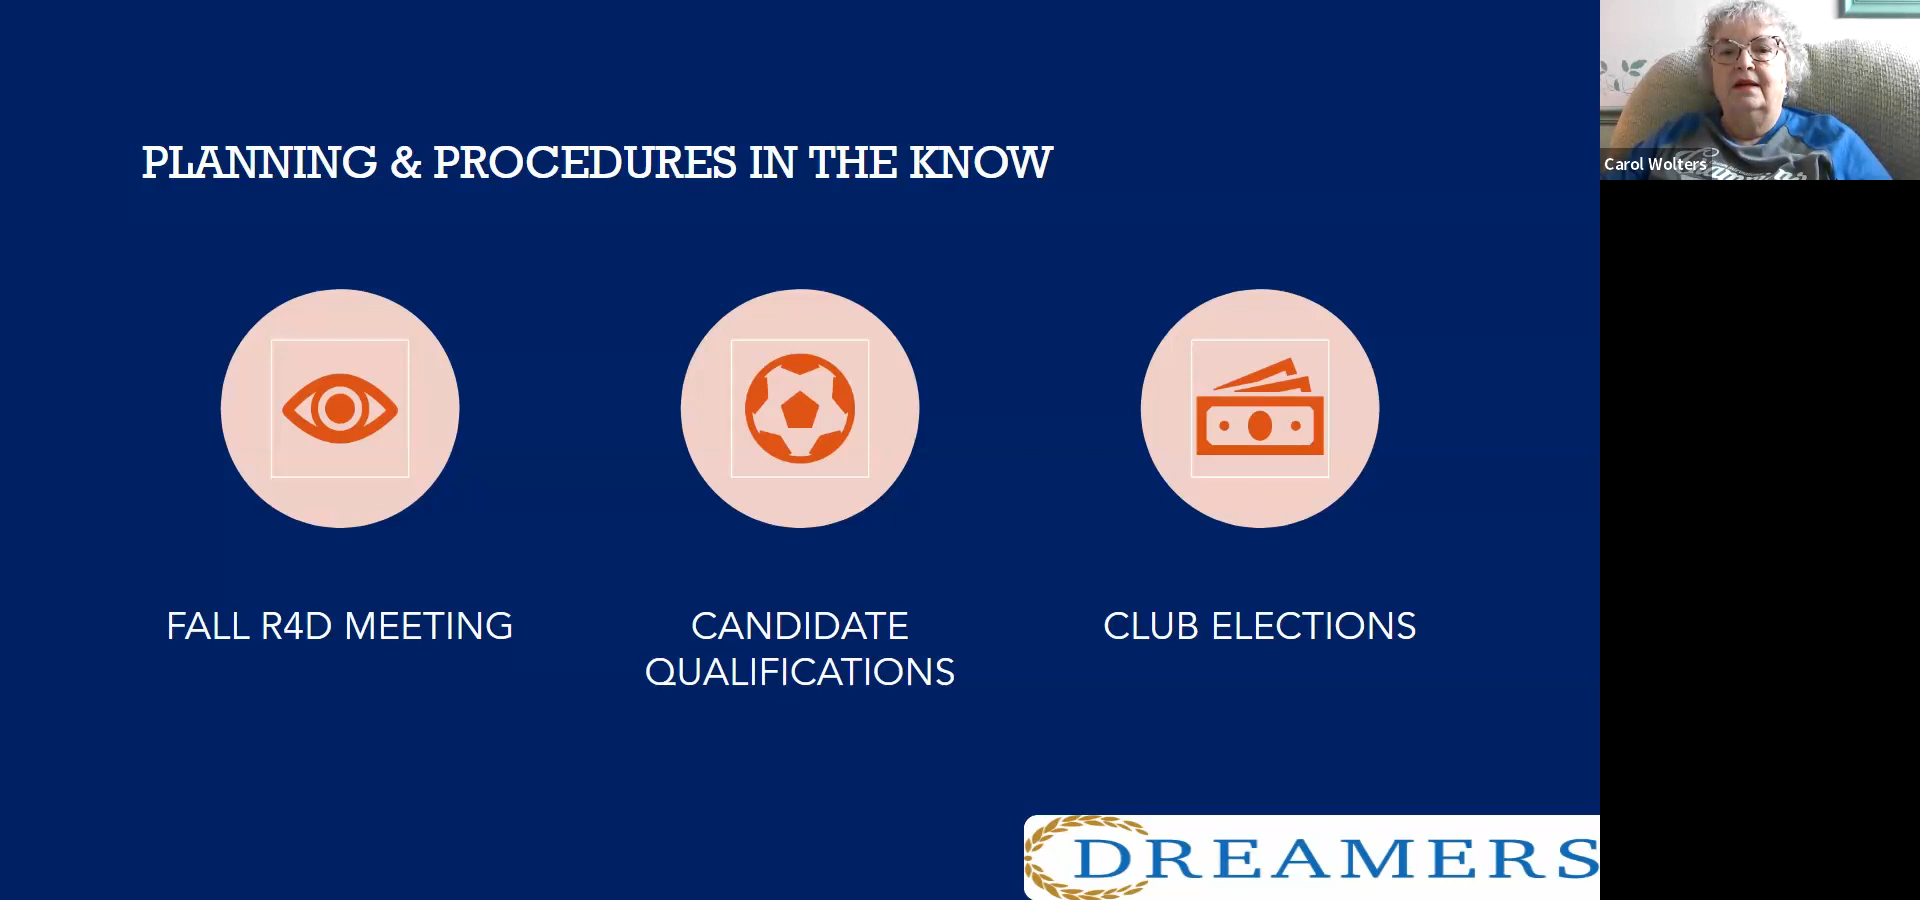 PLANNING & PROCEDURES IN THE KNOW
FALL R4D MEETING
CANDIDATE
QUALIFICATIONS
CLUB ELECTIONS
DREAMERS
Carol Wolters